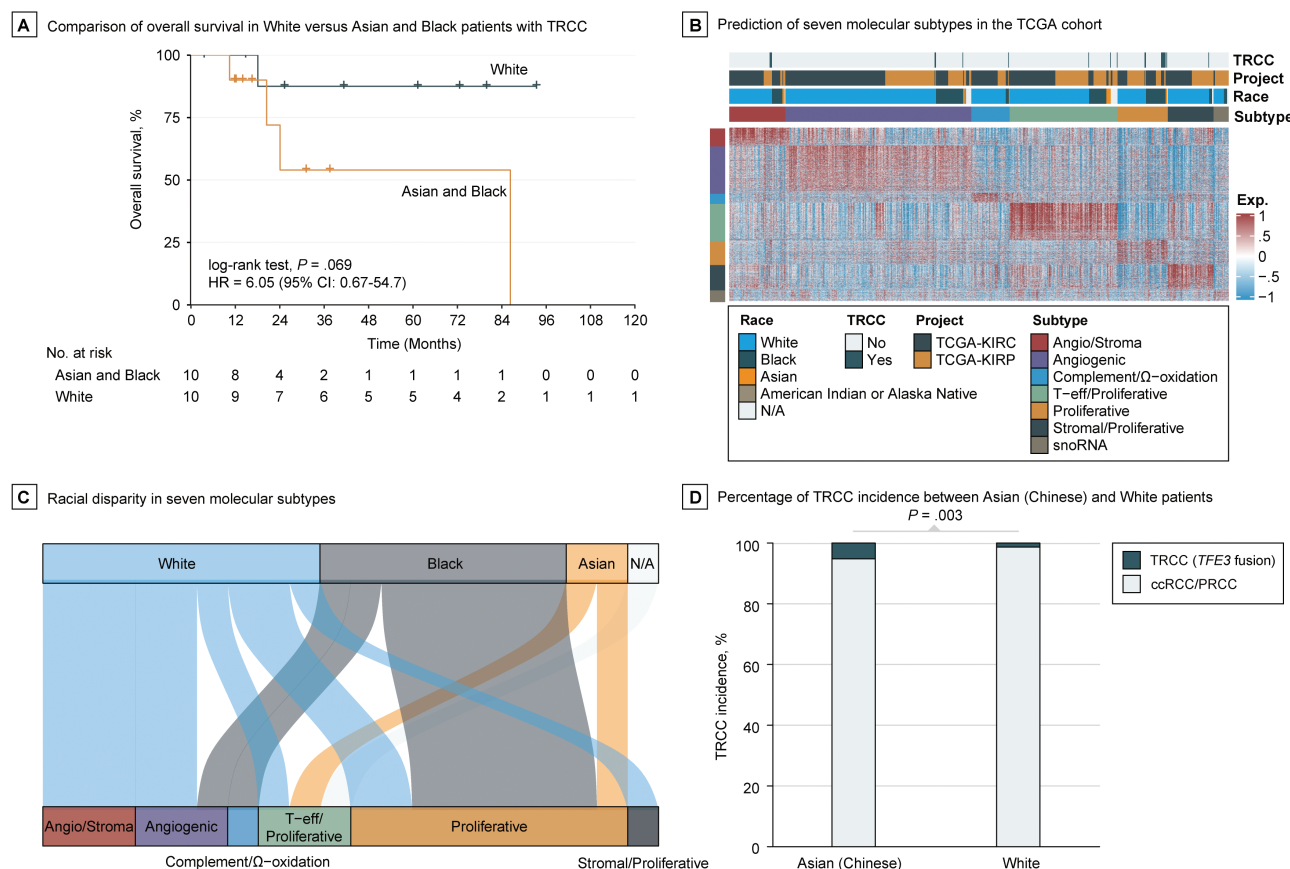 A Comparison of overall survival in White versus Asian and Black patients with TRCC
100
75
50
25
0
Overall survival, %
White
Asian and Black
log-rank test, P = .069
HR = 6.05 (95% CI: 0.67-54.7)
0 12 24 36 48 60 72 84 96 108 120
Time (Months)
No. at risk
Asian and Black 10 8 4 2 1 1 1 1 0 0 0
White 10 9 7 6 5 5 4 2 1 1 1
B Prediction of seven molecular subtypes in the TCGA cohort
TRCC
Project
Race
Subtype
Exp.
1
.5
0
−.5
−1
Race
White
Black
Asian
American Indian or Alaska Native
N/A
TRCC
No
Yes
Project
TCGA-KIRC
TCGA-KIRP
Subtype
Angio/Stroma
Angiogenic
Complement/Ω−oxidation
T−eff/Proliferative
Proliferative
Stromal/Proliferative
snoRNA
C Racial disparity in seven molecular subtypes
White Black Asian N/A
Angio/Stroma Angiogenic T−eff/
Proliferative Proliferative
Complement/Ω−oxidation Stromal/Proliferative
D Percentage of TRCC incidence between Asian (Chinese) and White patients
P = .003
100
80
60
40
20
0
TRCC incidence, %
Asian (Chinese) White
TRCC (TFE3 fusion)
ccRCC/PRCC